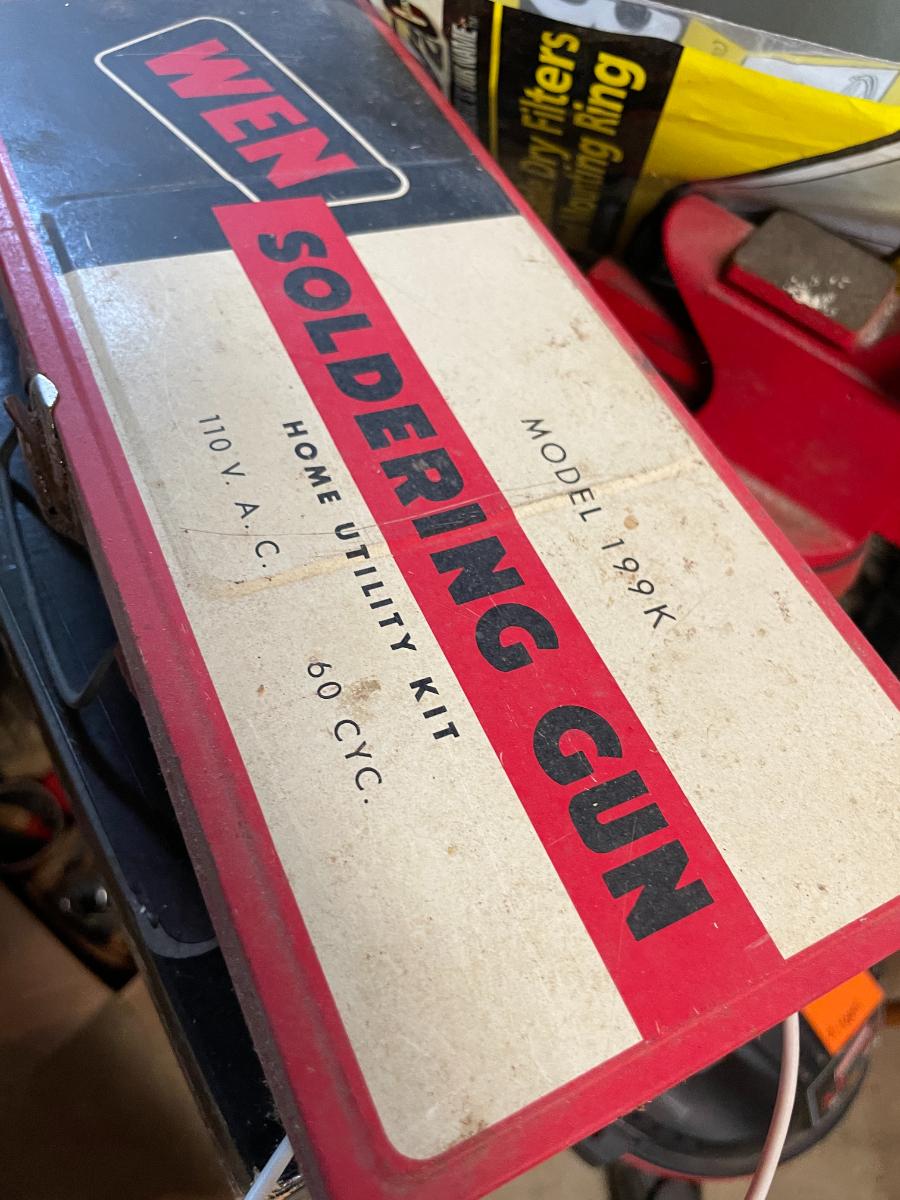 WEN
SOLDERING GUN
MODEL 199K
HOME UTILITY KIT
110 V. A. C.
60 CYC.
Dry Filters
Mounting Ring